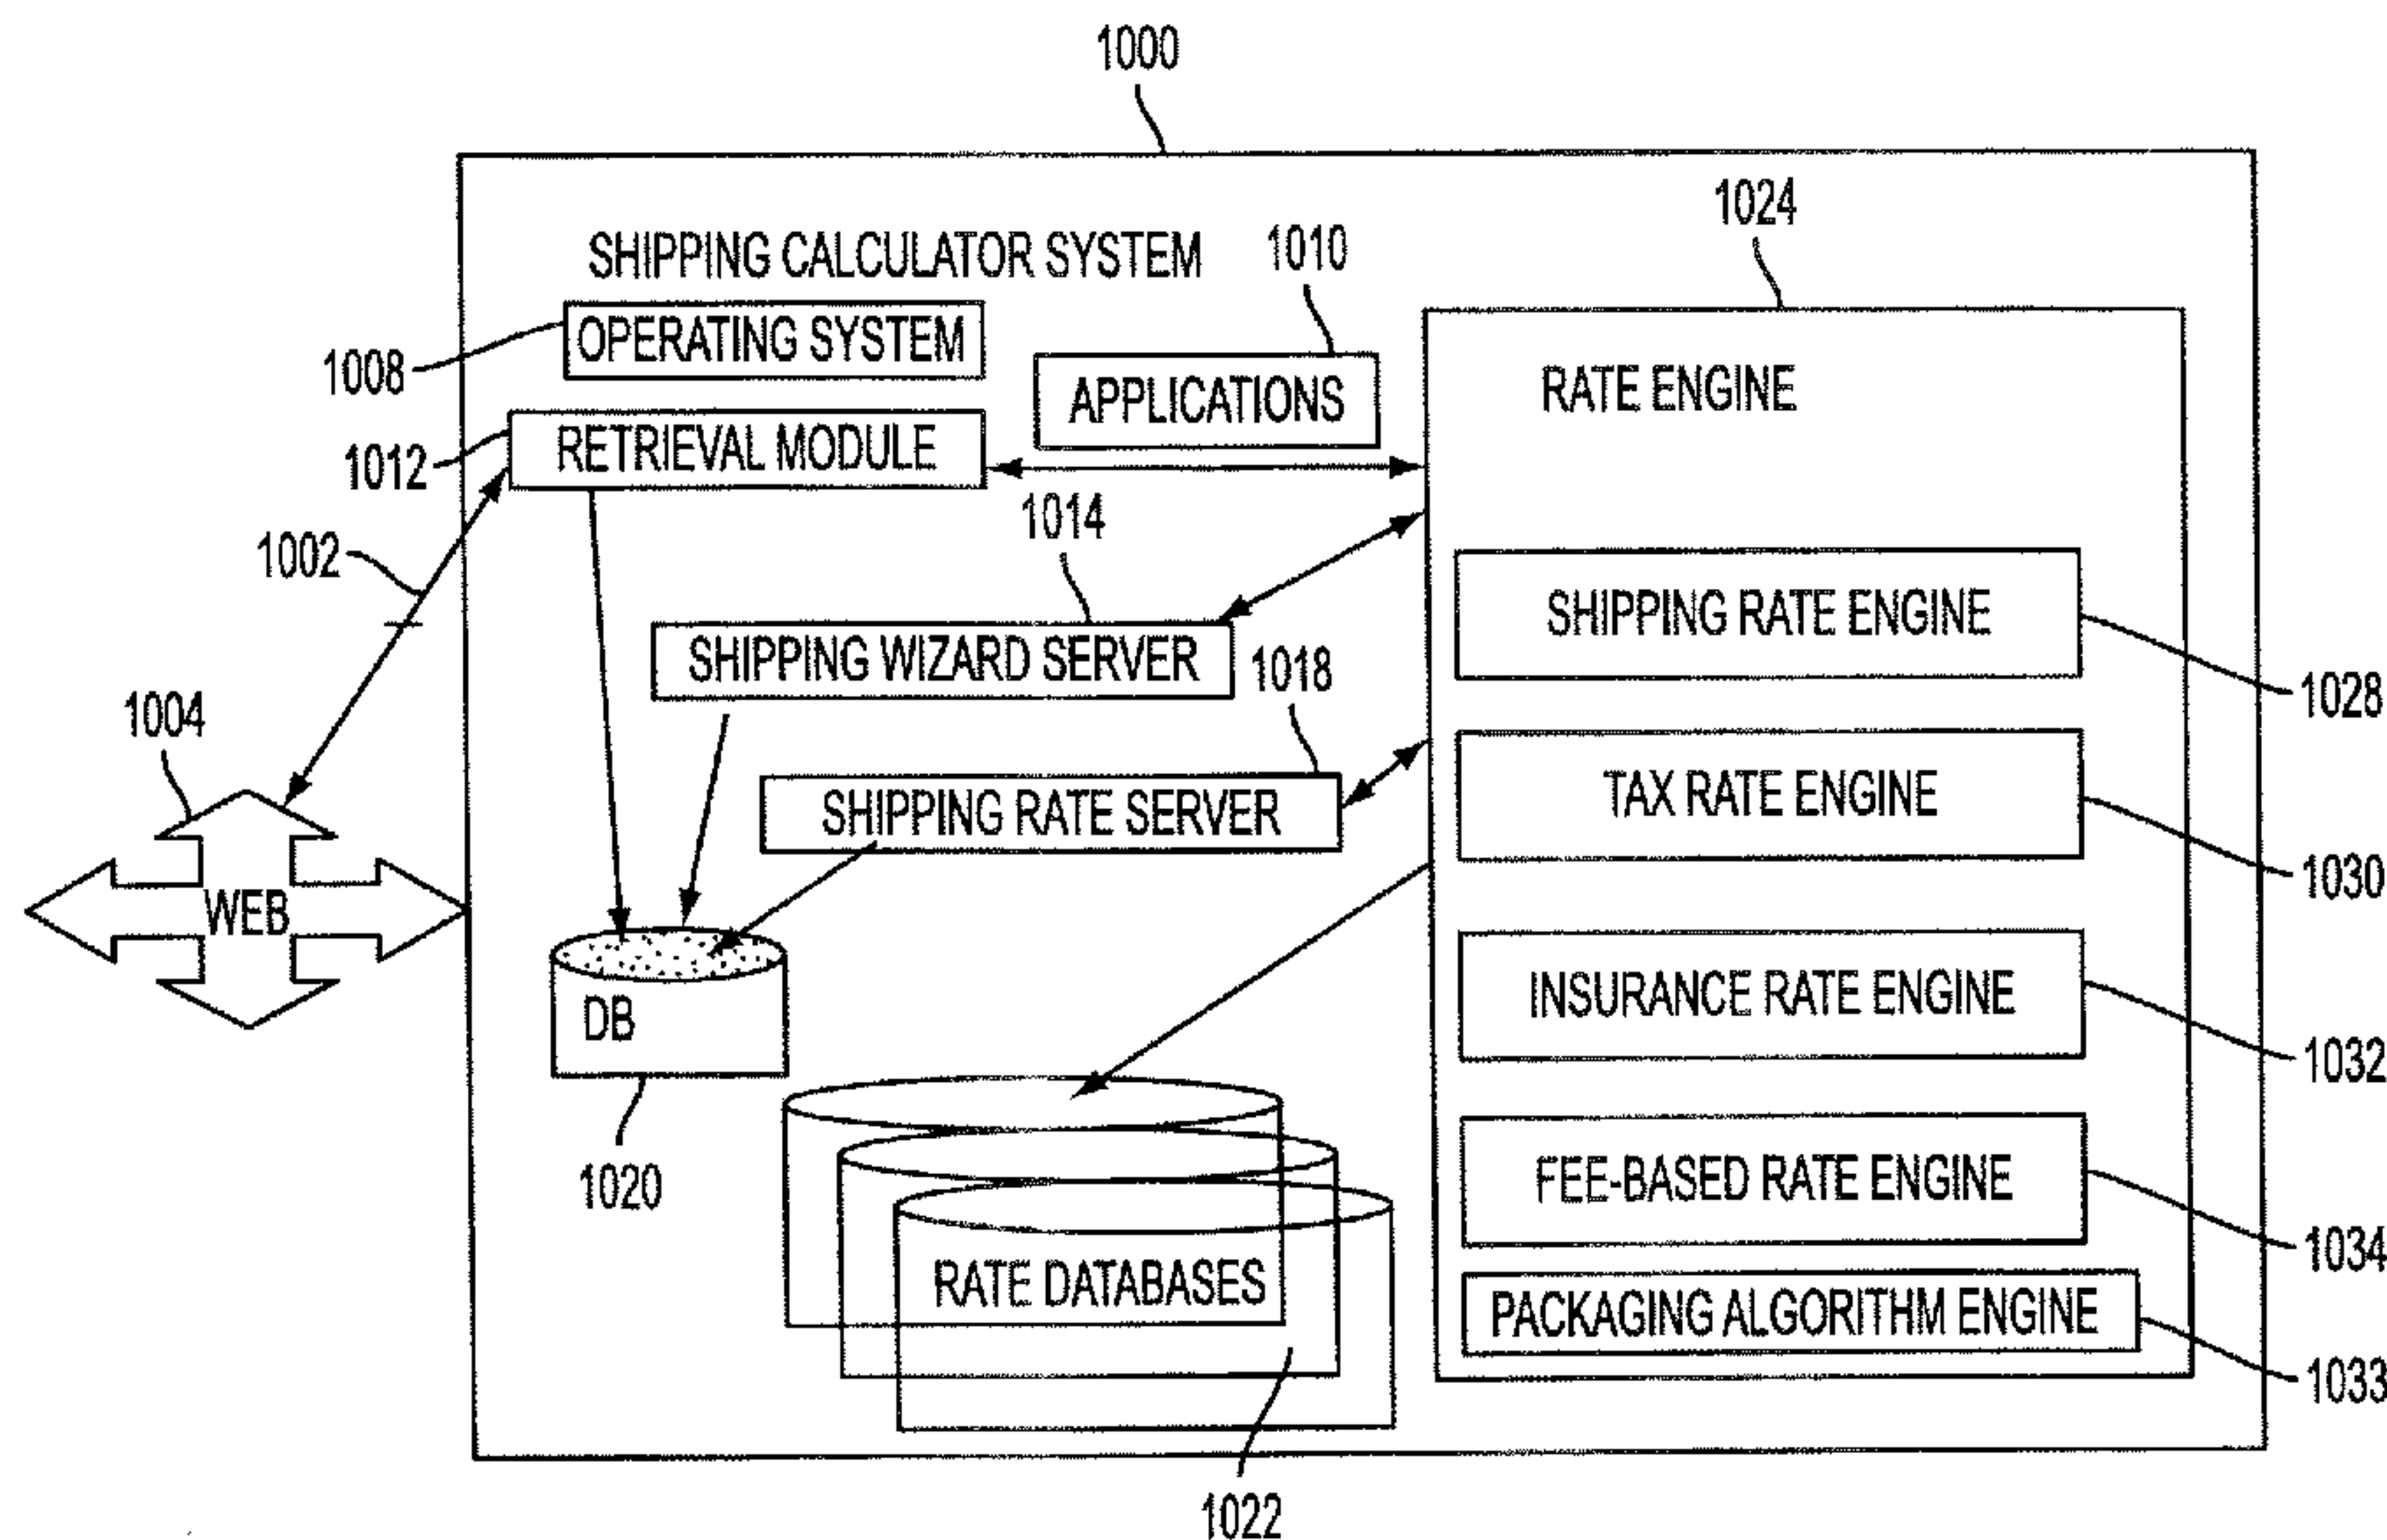 1000
1024
SHIPPING CALCULATOR SYSTEM
1010
OPERATING SYSTEM
1008
APPLICATIONS
RATE ENGINE
RETRIEVAL MODULE
1012
1014
1002
SHIPPING RATE ENGINE
SHIPPING WIZARD SERVER
1018
1028
1004
TAX RATE ENGINE
SHIPPING RATE SERVER
1030
WEB
INSURANCE RATE ENGINE
DB
1032
1020
FEE-BASED RATE ENGINE
1034
RATE DATABASES
PACKAGING ALGORITHM ENGINE
1033
1022